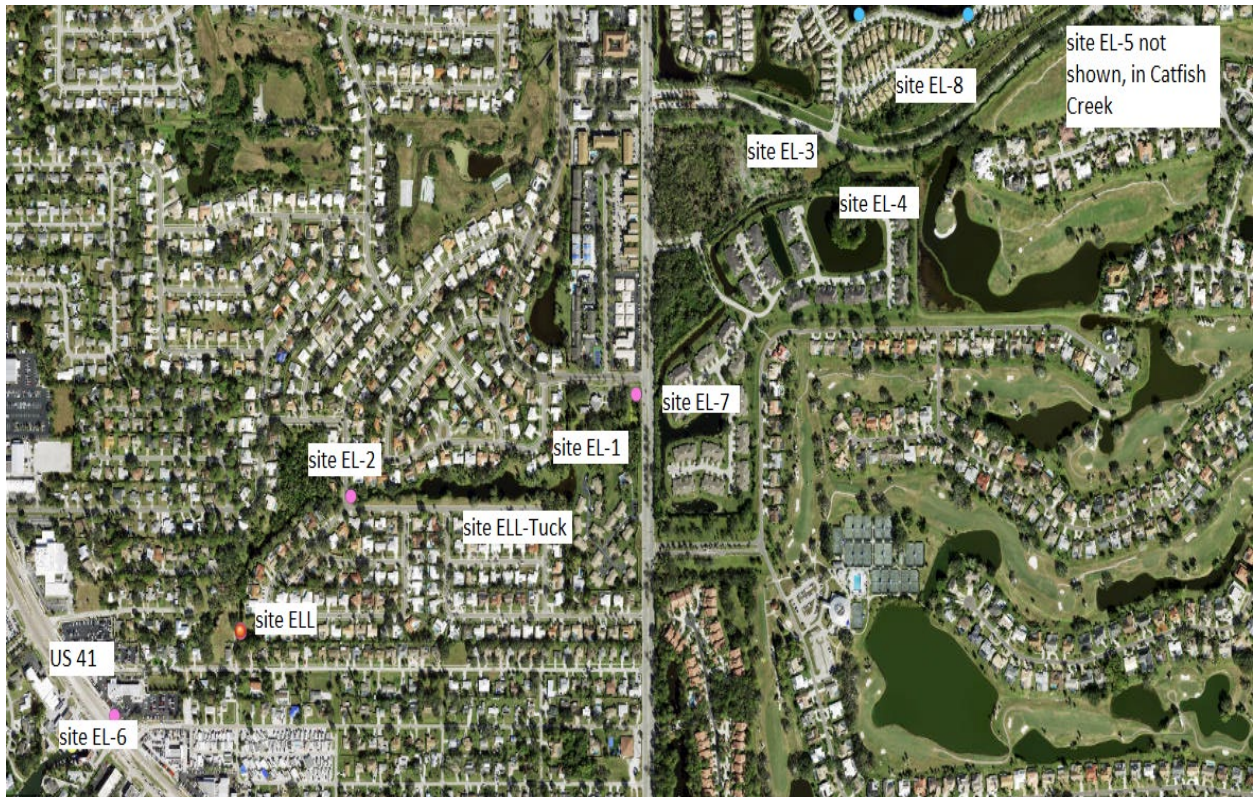 site EL-5 not
shown, in Catfish
Creek
site EL-8
site EL-3
site EL-4
site EL-7
site EL-1
site EL-2
site ELL-Tuck
site ELL
US 41
site EL-6